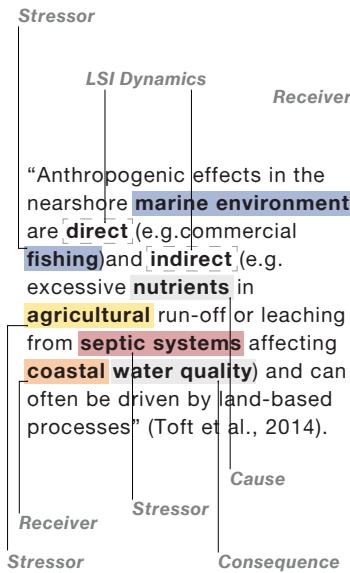 Stressor
LSI Dynamics
Receiver
“Anthropogenic effects in the
nearshore marine environment
are direct (e.g.commercial
fishing)and indirect (e.g.
excessive nutrients in
agricultural run-off or leaching
from septic systems affecting
coastal water quality) and can
often be driven by land-based
processes” (Toft et al., 2014).
Cause
Stressor
Receiver
Stressor
Consequence